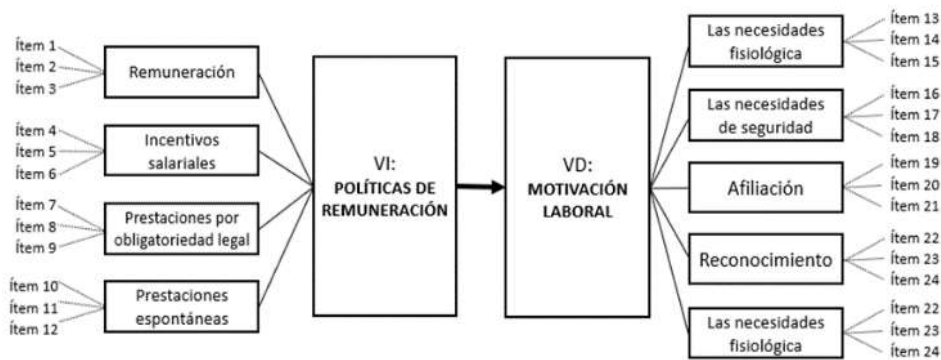 Ítem 1
Ítem 2
Ítem 3
Remuneración
Ítem 4
Ítem 5
Ítem 6
Incentivos
salariales
Ítem 7
Ítem 8
Ítem 9
Prestaciones por
obligatoriedad legal
Ítem 10
Ítem 11
Ítem 12
Prestaciones
espontáneas
VI:
POLÍTICAS DE
REMUNERACIÓN
VD:
MOTIVACIÓN
LABORAL
Las necesidades
fisiológica
Ítem 13
Ítem 14
Ítem 15
Las necesidades
de seguridad
Ítem 16
Ítem 17
Ítem 18
Afiliación
Ítem 19
Ítem 20
Ítem 21
Reconocimiento
Ítem 22
Ítem 23
Ítem 24
Las necesidades
fisiológica
Ítem 22
Ítem 23
Ítem 24